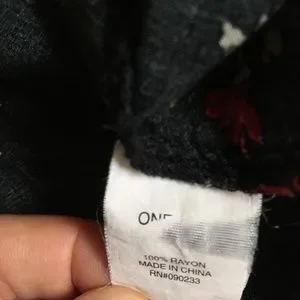 ONE
100% RAYON
MADE IN CHINA
RN#090233